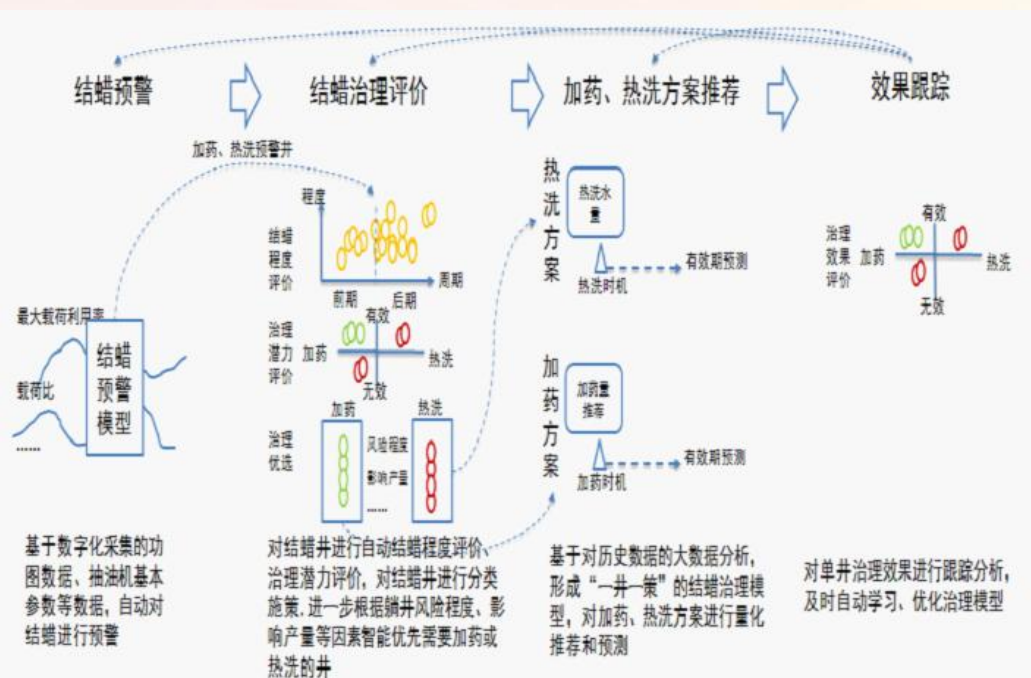 结蜡预警
结蜡治理评价
加药、热洗方案推荐
效果跟踪
加药、热洗预警井
最大载荷利用率
载荷比
......
结蜡
预警
模型
程度
结蜡
程度
评价
周期
前期
后期
治理
潜力
评价
有效
加药
热洗
无效
治理
优选
加药
热洗
风险程度
影响产量
......
热洗方案
热洗水
量
热洗时机
有效期预测
加药方案
加药量
推荐
加药时机
有效期预测
治理
效果
评价
有效
加药
热洗
无效
基于数字化采集的功
图数据、抽油机基本
参数等数据，自动对
结蜡进行预警
对结蜡井进行自动结蜡程度评价、
治理潜力评价，对结蜡井进行分类
施策，进一步根据躺井风险程度、影
响产量等因素智能优先需要加药或
热洗的井
基于对历史数据的大数据分析，
形成“一井一策”的结蜡治理模
型，对加药、热洗方案进行量化
推荐和预测
对单井治理效果进行跟踪分析，
及时自动学习、优化治理模型